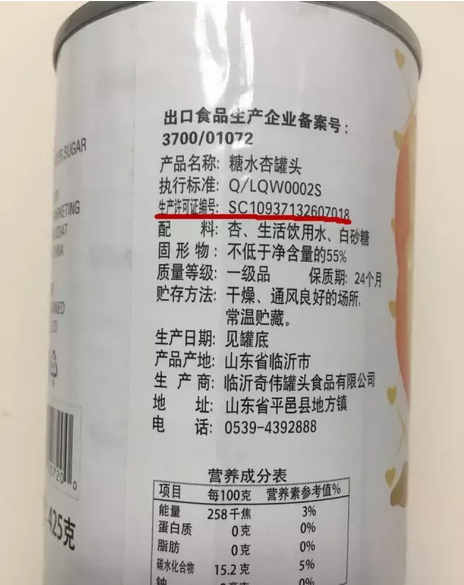 出口食品生产企业备案号:
3700/01072
产品名称: 糖水杏罐头
执行标准: Q/LQW0002S
生产许可证编号: SC10937132607018
配 料: 杏、生活饮用水、白砂糖
固 形 物: 不低于净含量的55%
质量等级: 一级品 保质期: 24个月
贮存方法: 干燥、通风良好的场所,
常温贮藏。
生产日期: 见罐底
产品产地: 山东省临沂市
生 产 商: 临沂奇伟罐头食品有限公司
地 址: 山东省平邑县地方镇
电 话: 0539-4392888
营养成分表
项目 每100克 营养素参考值%
能量 258千焦 3%
蛋白质 0克 0%
脂肪 0克 0%
碳水化合物 15.2克 5%
钠 0%
SUGAR
KETING
425克